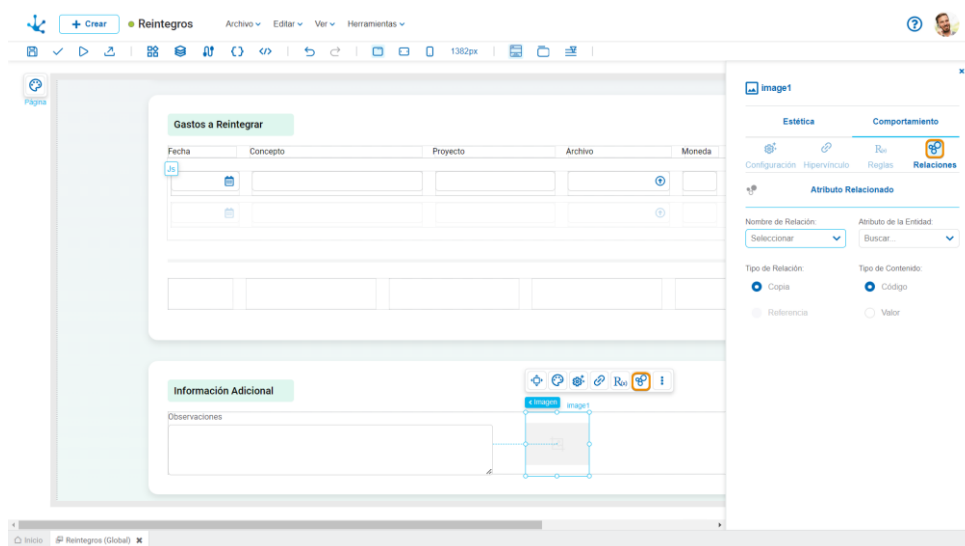 + Crear
Reintegros
Archivo
Editar
Ver
Herramientas
1382px
Página
image1
Estética
Comportamiento
Configuración
Hipervínculo
R(x)
Reglas
Relaciones
Atributo Relacionado
Nombre de Relación:
Atributo de la Entidad:
Seleccionar
Buscar...
Tipo de Relación:
Tipo de Contenido:
Copia
Código
Referencia
Valor
Gastos a Reintegrar
Fecha
Concepto
Proyecto
Archivo
Moneda
Js
Información Adicional
R(x)
Imagen
image1
Observaciones
Inicio
Reintegros (Global)